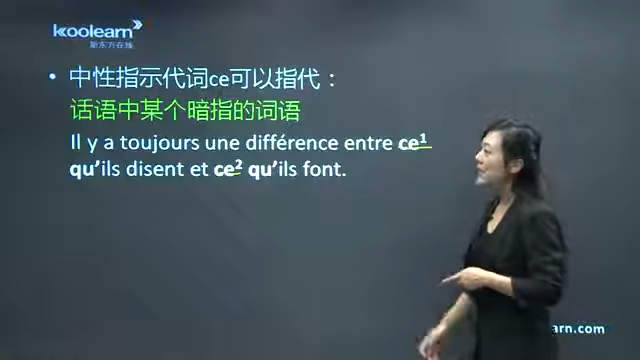 koolearn
新东方在线
• 中性指示代词ce可以指代：
话语中某个暗指的词语
Il y a toujours une différence entre ce¹
qu’ils disent et ce² qu’ils font.
arn.com